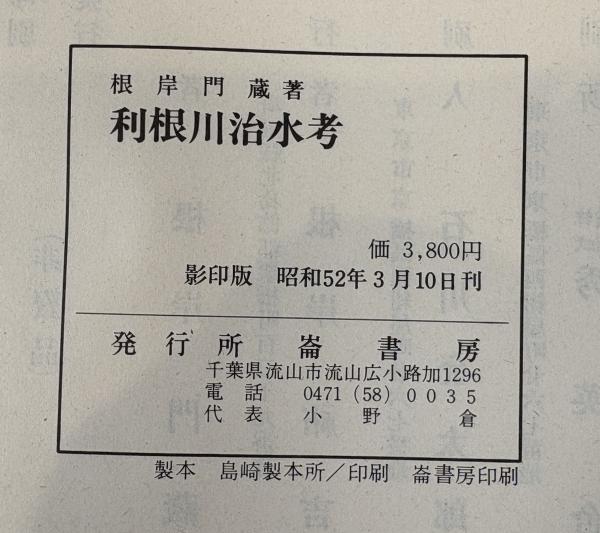 根岸門蔵著
利根川治水考
価 3,800円
影印版 昭和52年3月10日刊
発行所 崙書房
千葉県流山市流山広小路加1296
電話 0471(58)0035
代表 小野倉
製本 島崎製本所/印刷 崙書房印刷